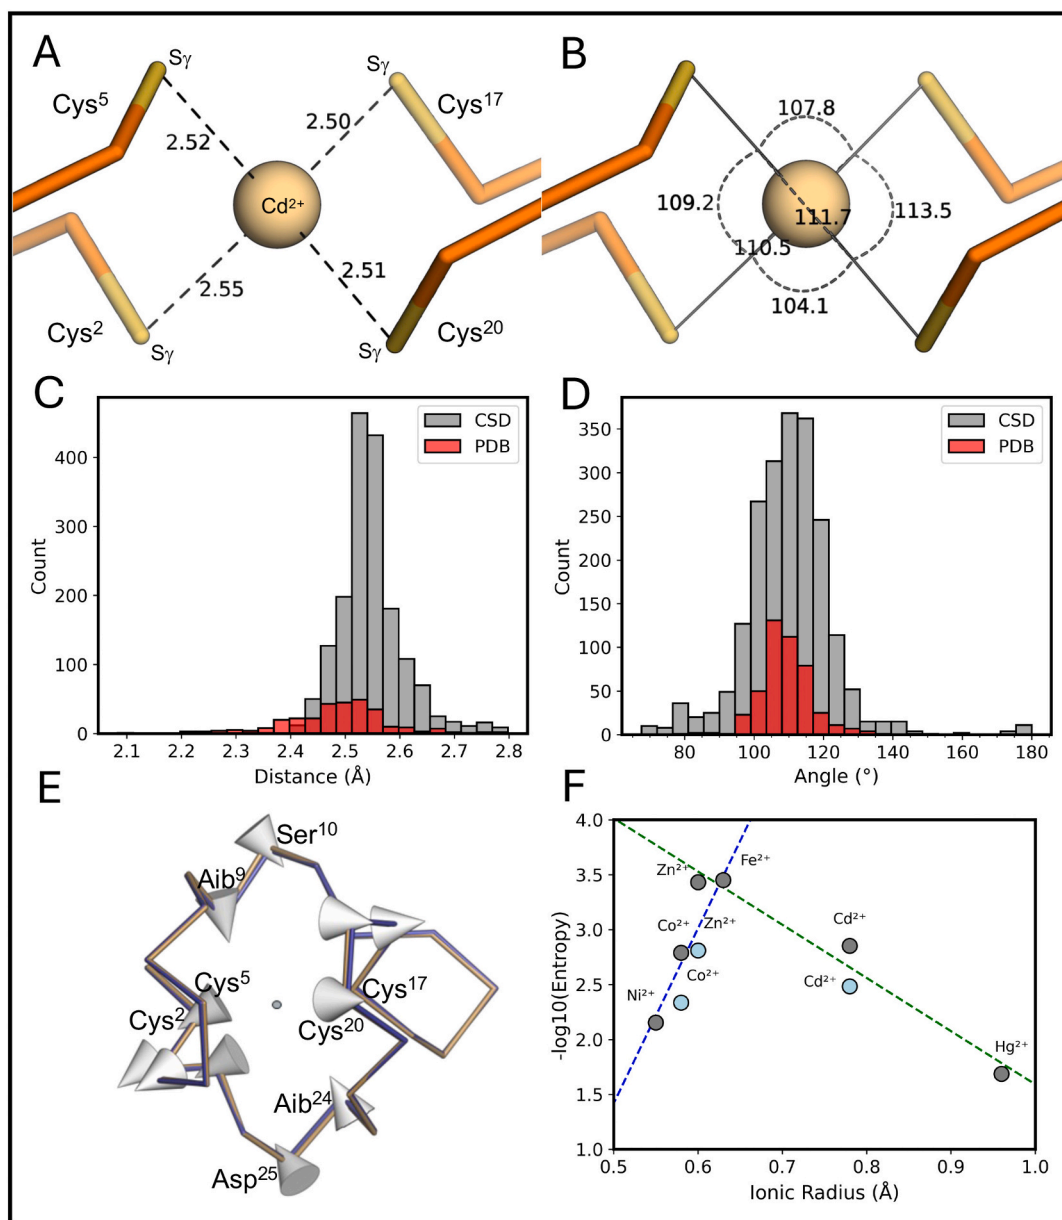 A
Sγ
Sγ
Cys⁵
Cys¹⁷
2.52
2.50
Cd²⁺
2.55
2.51
Cys²
Cys²⁰
Sγ
Sγ
B
107.8
109.2
111.7
113.5
110.5
104.1
C
CSD
PDB
400
300
200
100
0
Count
2.1 2.2 2.3 2.4 2.5 2.6 2.7 2.8
Distance (Å)
D
CSD
PDB
350
300
250
200
150
100
50
0
Count
80 100 120 140 160 180
Angle (°)
E
Ser¹⁰
Aib⁹
Cys⁵
Cys¹⁷
Cys²
Cys²⁰
Aib²⁴
Asp²⁵
F
4.0
3.5
3.0
2.5
2.0
1.5
1.0
-log10(Entropy)
Zn²⁺
Fe²⁺
Co²⁺
Zn²⁺
Cd²⁺
Co²⁺
Cd²⁺
Ni²⁺
Hg²⁺
0.5 0.6 0.7 0.8 0.9 1.0
Ionic Radius (Å)